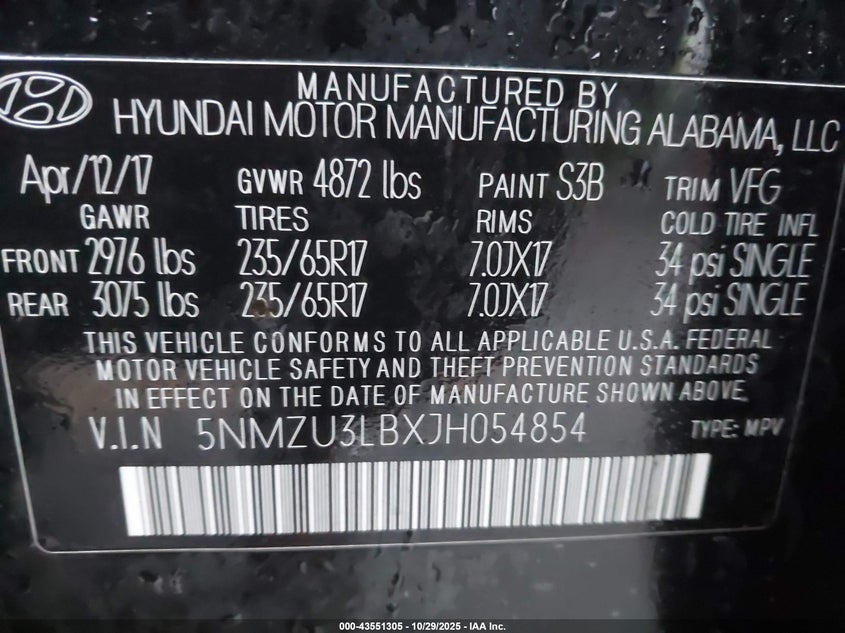 MANUFACTURED BY
HYUNDAI MOTOR MANUFACTURING ALABAMA, LLC
Apr/12/17 GVWR 4872 lbs PAINT S3B TRIM VFG
GAWR TIRES RIMS COLD TIRE INFL
FRONT 2976 lbs 235/65R17 7.0JX17 34 psi SINGLE
REAR 3075 lbs 235/65R17 7.0JX17 34 psi SINGLE
THIS VEHICLE CONFORMS TO ALL APPLICABLE U.S.A. FEDERAL
MOTOR VEHICLE SAFETY AND THEFT PREVENTION STANDARDS
IN EFFECT ON THE DATE OF MANUFACTURE SHOWN ABOVE.
V.I.N 5NMZU3LBXJH054854 TYPE: MPV
000-43551305 - 10/29/2025 - IAA Inc.